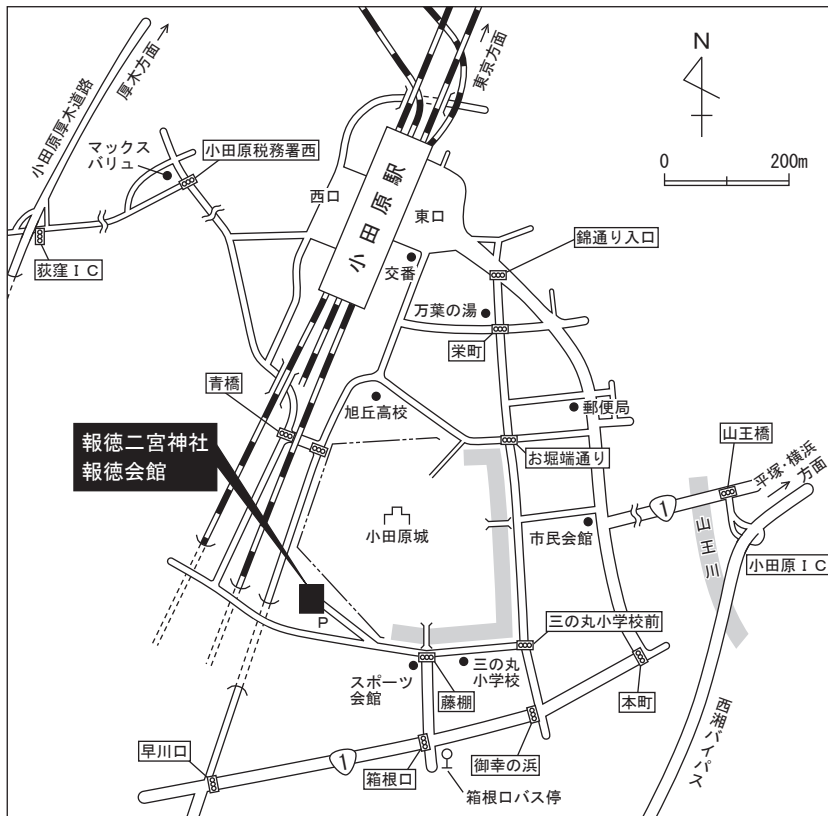 小田原厚木道路
厚木方面
東京方面
N
0 200m
マックス
バリュ
小田原税務署西
荻窪IC
西口
小田原駅
東口
交番
錦通り入口
万葉の湯
栄町
青橋
旭丘高校
郵便局
報徳二宮神社
報徳会館
お堀端通り
山王橋
平塚・横浜
方面
1
小田原城
市民会館
山王川
小田原IC
P
三の丸小学校前
スポーツ
会館
藤棚
三の丸
小学校
本町
西湘バイパス
早川口
1
箱根口
御幸の浜
箱根口バス停